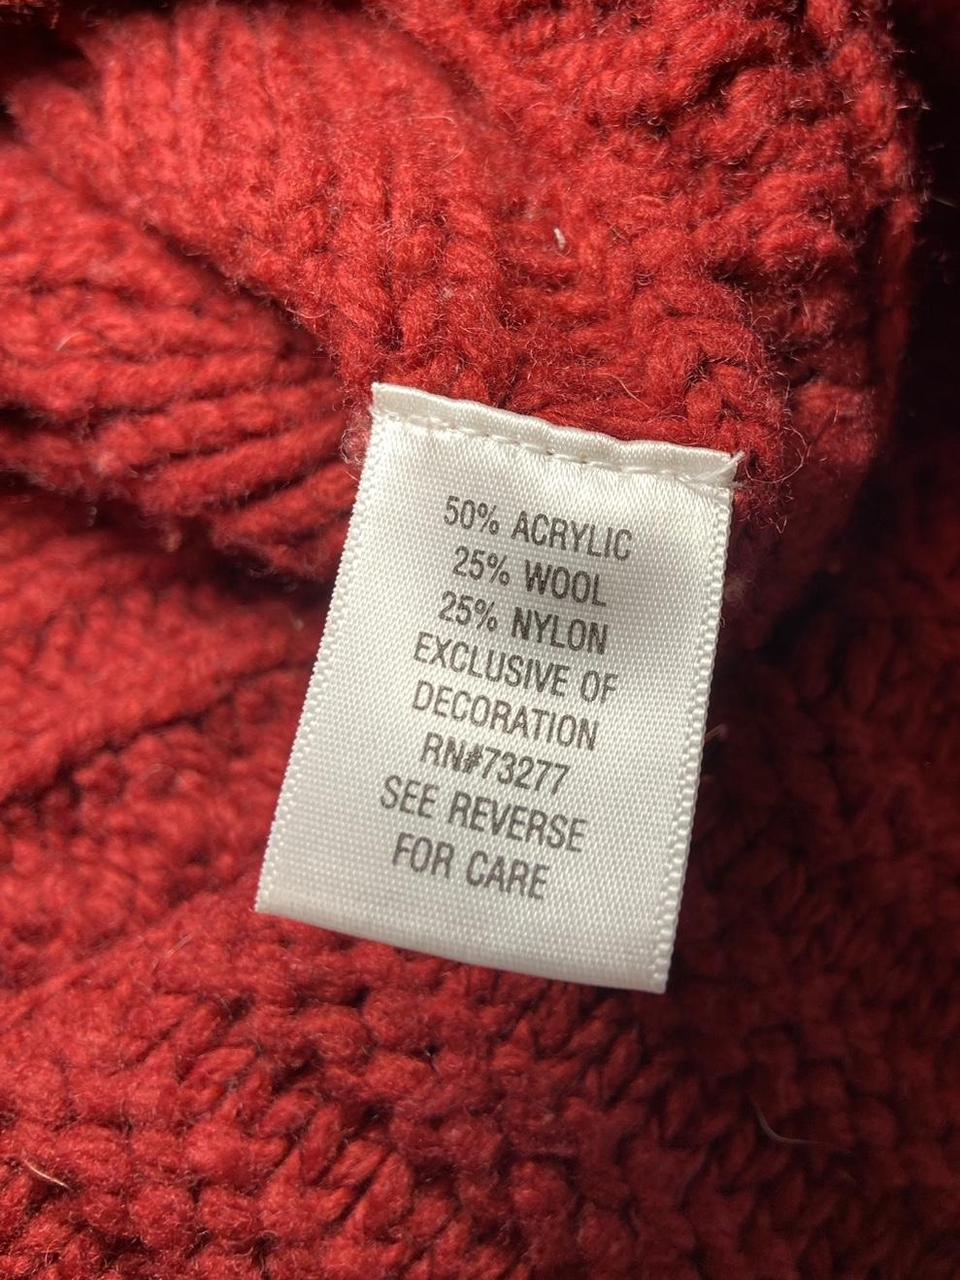 50% ACRYLIC
25% WOOL
25% NYLON
EXCLUSIVE OF
DECORATION
RN#73277
SEE REVERSE
FOR CARE